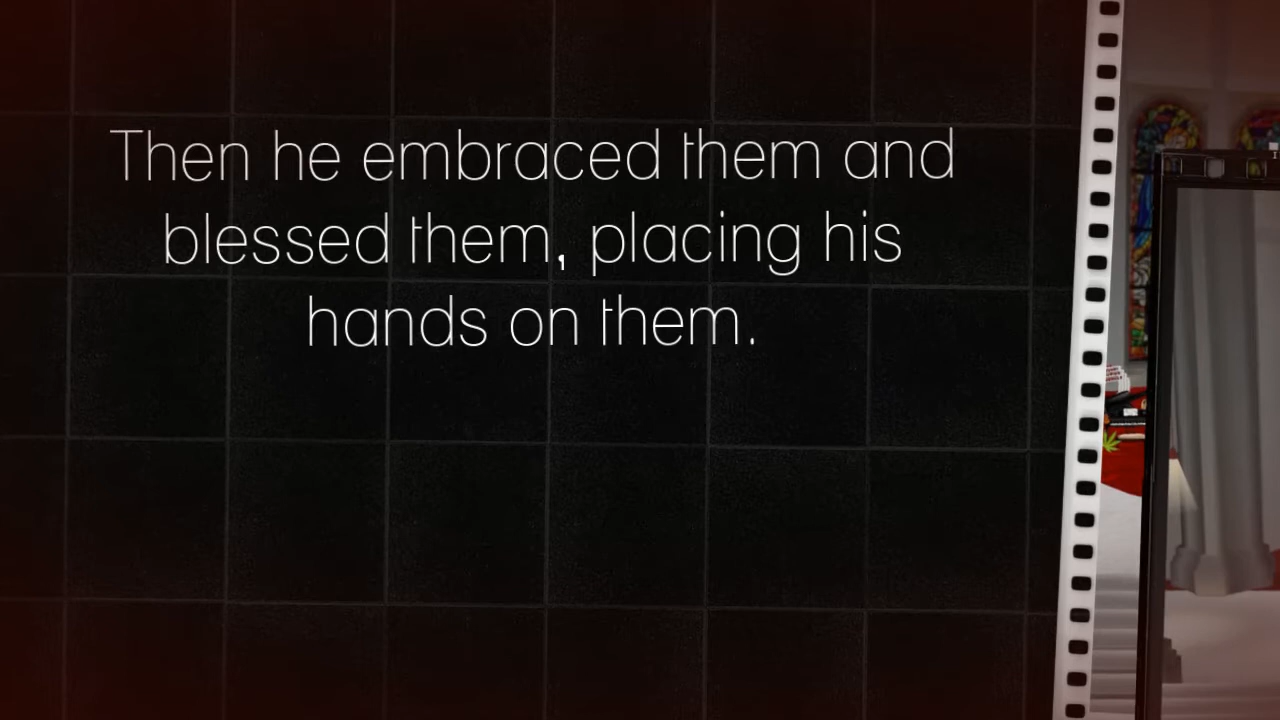 Then he embraced them and
blessed them, placing his
hands on them.